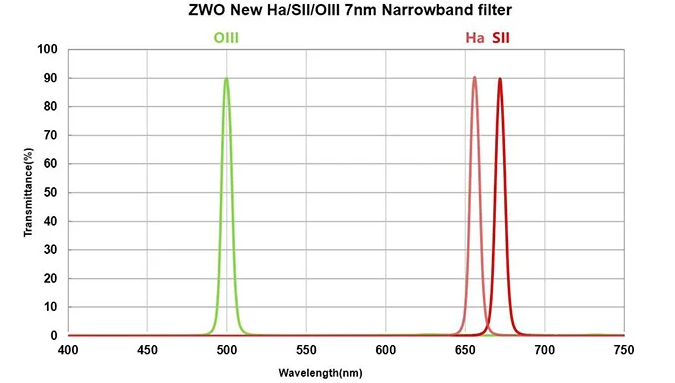 ZWO New Ha/SII/OIII 7nm Narrowband filter
OIII Ha SII
100
90
80
70
60
50
40
30
20
10
0
Transmittance(%)
400 450 500 550 600 650 700 750
Wavelength(nm)